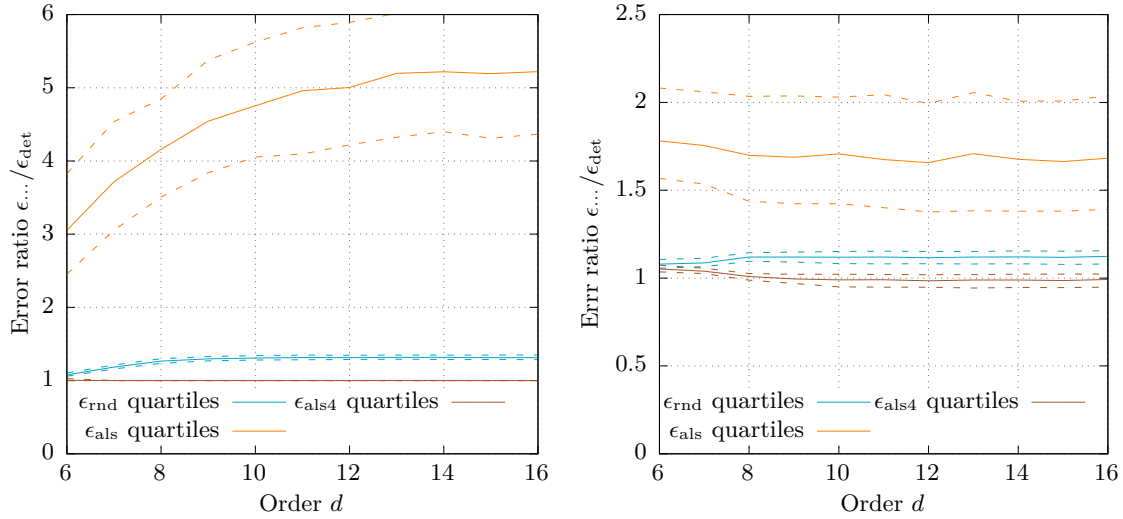 6
5
4
3
2
1
0
Error ratio ϵ.../ϵdet
ϵrnd quartiles
ϵals4 quartiles
ϵals quartiles
6 8 10 12 14 16
Order d
2.5
2
1.5
1
0.5
0
Errr ratio ϵ.../ϵdet
ϵrnd quartiles
ϵals4 quartiles
ϵals quartiles
6 8 10 12 14 16
Order d